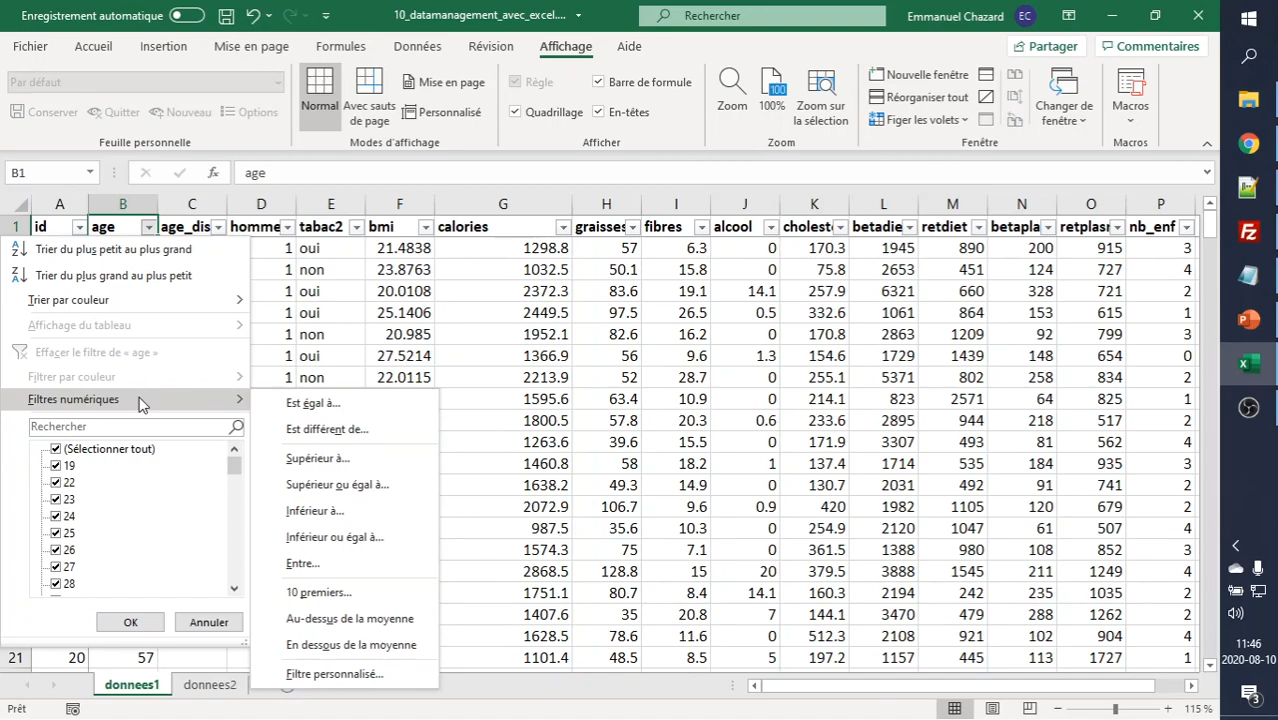 Enregistrement automatique 10_datamanagement_avec_excel.... Rechercher Emmanuel Chazard EC
Fichier Accueil Insertion Mise en page Formules Données Révision Affichage Aide Partager Commentaires
Par défaut
Conserver Quitter Nouveau Options
Feuille personnelle
Normal
Avec sauts
de page
Mise en page
Personnalisé
Modes d'affichage
Règle Barre de formule
Quadrillage En-têtes
Afficher
Zoom
100
100%
Zoom sur
la sélection
Zoom
Nouvelle fenêtre
Réorganiser tout
Figer les volets
Changer de
fenêtre
Fenêtre
Macros
Macros
B1 fx age
A B C D E F G H I J K L M N O P
1 id age age_dis homme tabac2 bmi calories graisses fibres alcool cholest betadie retdiet betapla retplasr nb_enf
1 oui 21.4838 1298.8 57 6.3 0 170.3 1945 890 200 915 3
1 non 23.8763 1032.5 50.1 15.8 0 75.8 2653 451 124 727 4
1 oui 20.0108 2372.3 83.6 19.1 14.1 257.9 6321 660 328 721 2
1 oui 25.1406 2449.5 97.5 26.5 0.5 332.6 1061 864 153 615 1
1 non 20.985 1952.1 82.6 16.2 0 170.8 2863 1209 92 799 3
1 oui 27.5214 1366.9 56 9.6 1.3 154.6 1729 1439 148 654 0
1 non 22.0115 2213.9 52 28.7 0 255.1 5371 802 258 834 2
1595.6 63.4 10.9 0 214.1 823 2571 64 825 1
1800.5 57.8 20.3 0.6 233.6 2895 944 218 517 2
1263.6 39.6 15.5 0 171.9 3307 493 81 562 4
1460.8 58 18.2 1 137.4 1714 535 184 935 3
1638.2 49.3 14.9 0 130.7 2031 492 91 741 2
2072.9 106.7 9.6 0.9 420 1982 1105 120 679 2
987.5 35.6 10.3 0 254.9 2120 1047 61 507 4
1574.3 75 7.1 0 361.5 1388 980 108 852 3
2868.5 128.8 15 20 379.5 3888 1545 211 1249 4
1751.1 80.7 8.4 14.1 160.3 2194 242 235 1042 2
1407.6 35 20.8 7 144.1 3470 479 288 1262 2
1628.5 78.6 11.6 0 512.3 2108 921 102 904 4
21 20 57 1101.4 48.5 8.5 5 197.2 1157 445 113 1727 1
Trier du plus petit au plus grand
Trier du plus grand au plus petit
Trier par couleur
Affichage du tableau
Effacer le filtre de « age »
Filtrer par couleur
Filtres numériques
Rechercher
(Sélectionner tout)
19
22
23
24
25
26
27
28
OK Annuler
Est égal à...
Est différent de...
Supérieur à...
Supérieur ou égal à...
Inférieur à...
Inférieur ou égal à...
Entre...
10 premiers...
Au-dessus de la moyenne
En dessous de la moyenne
Filtre personnalisé...
donnees1 donnees2
Prêt 115 %
11:46
2020-08-10
3